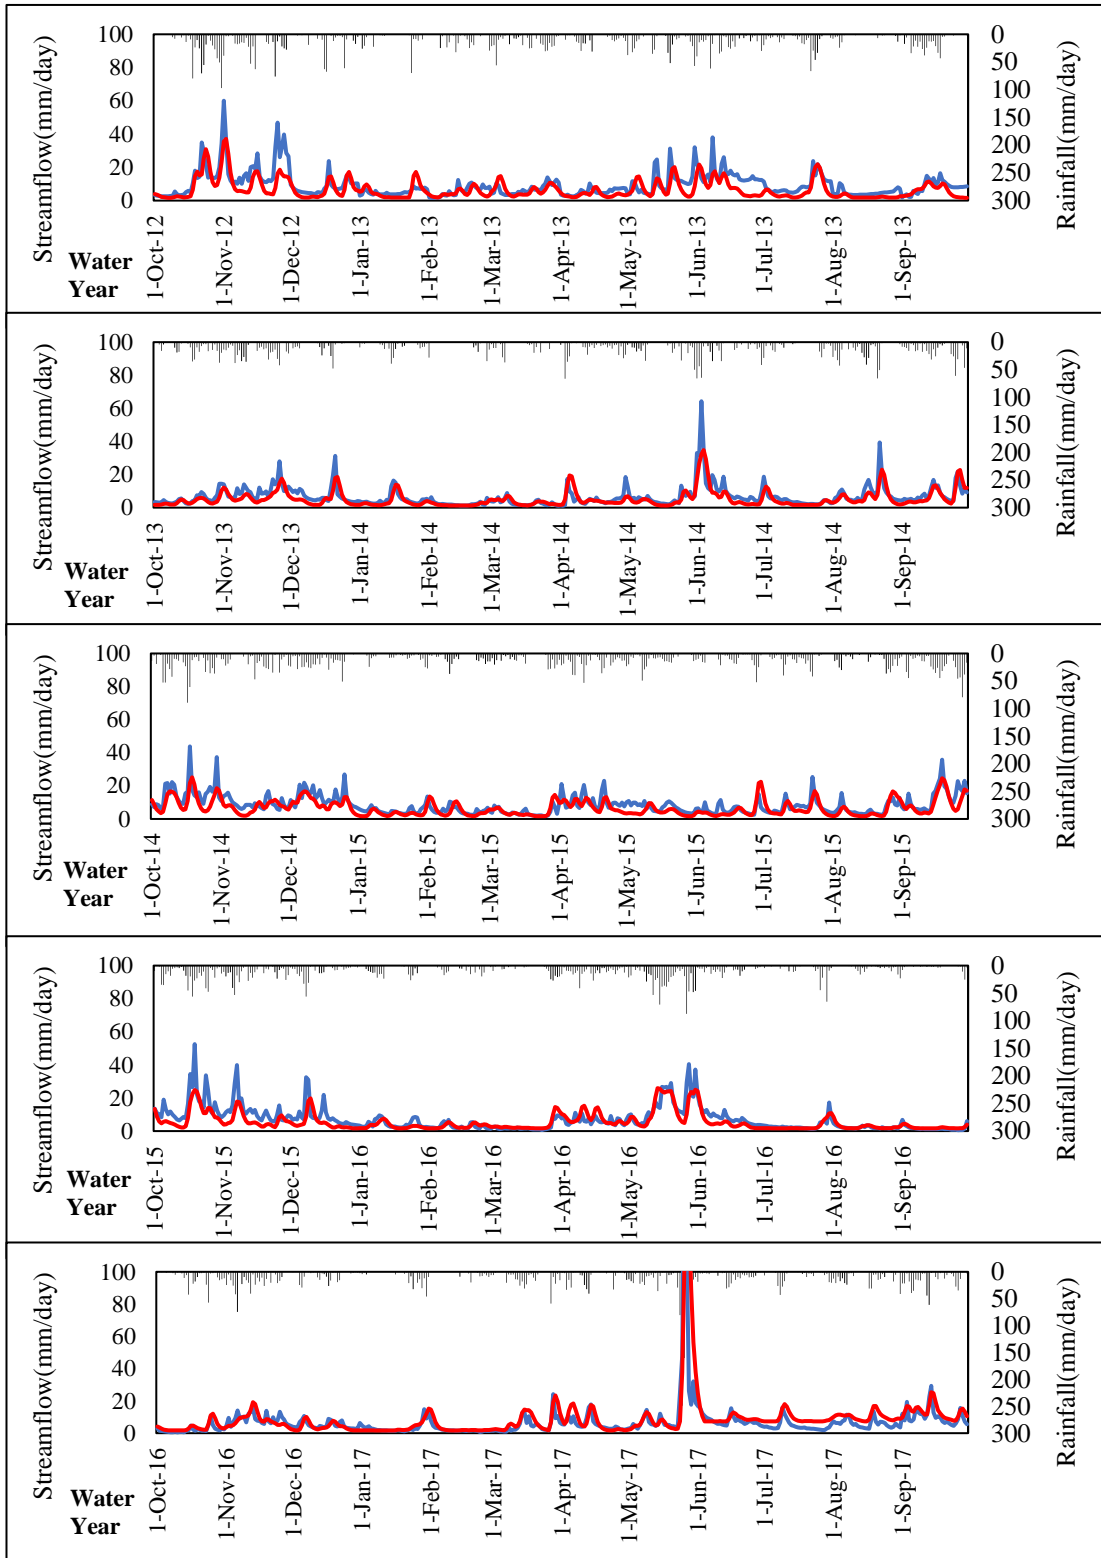 Streamflow(mm/day)
100
80
60
40
20
0
0
50
100
150
200
250
300
Rainfall(mm/day)
Water
Year
1-Oct-12
1-Nov-12
1-Dec-12
1-Jan-13
1-Feb-13
1-Mar-13
1-Apr-13
1-May-13
1-Jun-13
1-Jul-13
1-Aug-13
1-Sep-13
Streamflow(mm/day)
100
80
60
40
20
0
0
50
100
150
200
250
300
Rainfall(mm/day)
Water
Year
1-Oct-13
1-Nov-13
1-Dec-13
1-Jan-14
1-Feb-14
1-Mar-14
1-Apr-14
1-May-14
1-Jun-14
1-Jul-14
1-Aug-14
1-Sep-14
Streamflow(mm/day)
100
80
60
40
20
0
0
50
100
150
200
250
300
Rainfall(mm/day)
Water
Year
1-Oct-14
1-Nov-14
1-Dec-14
1-Jan-15
1-Feb-15
1-Mar-15
1-Apr-15
1-May-15
1-Jun-15
1-Jul-15
1-Aug-15
1-Sep-15
Streamflow(mm/day)
100
80
60
40
20
0
0
50
100
150
200
250
300
Rainfall(mm/day)
Water
Year
1-Oct-15
1-Nov-15
1-Dec-15
1-Jan-16
1-Feb-16
1-Mar-16
1-Apr-16
1-May-16
1-Jun-16
1-Jul-16
1-Aug-16
1-Sep-16
Streamflow(mm/day)
100
80
60
40
20
0
0
50
100
150
200
250
300
Rainfall(mm/day)
Water
Year
1-Oct-16
1-Nov-16
1-Dec-16
1-Jan-17
1-Feb-17
1-Mar-17
1-Apr-17
1-May-17
1-Jun-17
1-Jul-17
1-Aug-17
1-Sep-17